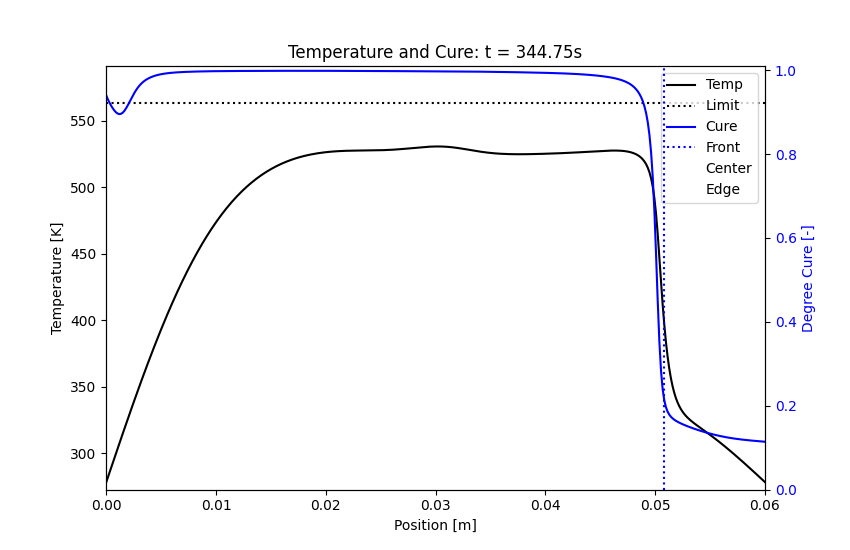 Temperature and Cure: t = 344.75s
Temp
Limit
Cure
Front
Center
Edge
Temperature [K]
550
500
450
400
350
300
Degree Cure [-]
1.0
0.8
0.6
0.4
0.2
0.0
0.00 0.01 0.02 0.03 0.04 0.05 0.06
Position [m]